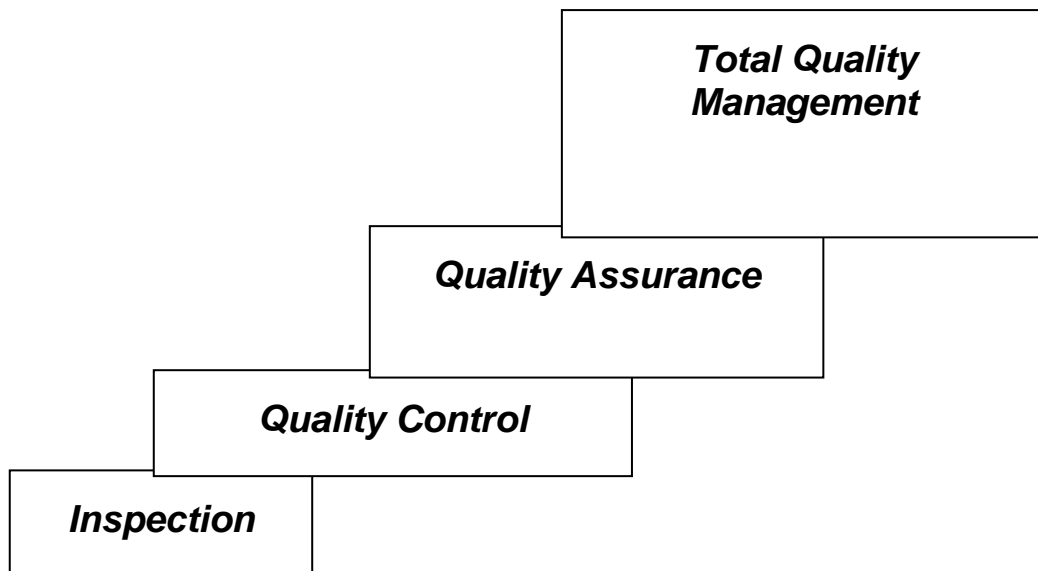 Total Quality
Management
Quality Assurance
Quality Control
Inspection